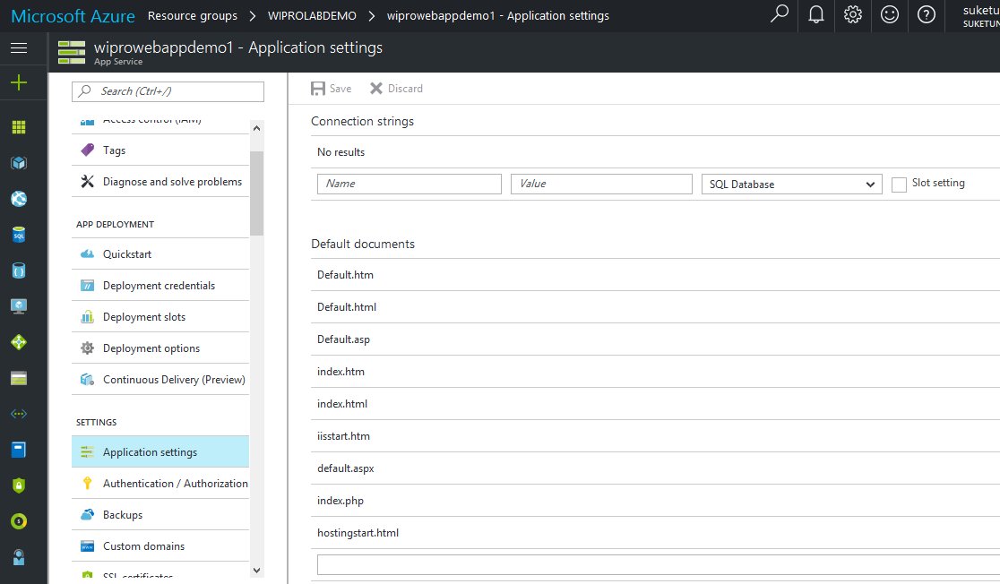 Microsoft Azure Resource groups > WIPROLABDEMO > wiprowebappdemo1 - Application settings
suketu
SUKETUN
wiprowebappdemo1 - Application settings
App Service
Search (Ctrl+/)
Access control (IAM)
Tags
Diagnose and solve problems
APP DEPLOYMENT
Quickstart
Deployment credentials
Deployment slots
Deployment options
Continuous Delivery (Preview)
SETTINGS
Application settings
Authentication / Authorization
Backups
Custom domains
SSL certificates
Save Discard
Connection strings
No results
Name Value SQL Database Slot setting
Default documents
Default.htm
Default.html
Default.asp
index.htm
index.html
iisstart.htm
default.aspx
index.php
hostingstart.html